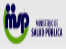 msp
MINISTERIO DE
SALUD PÚBLICA